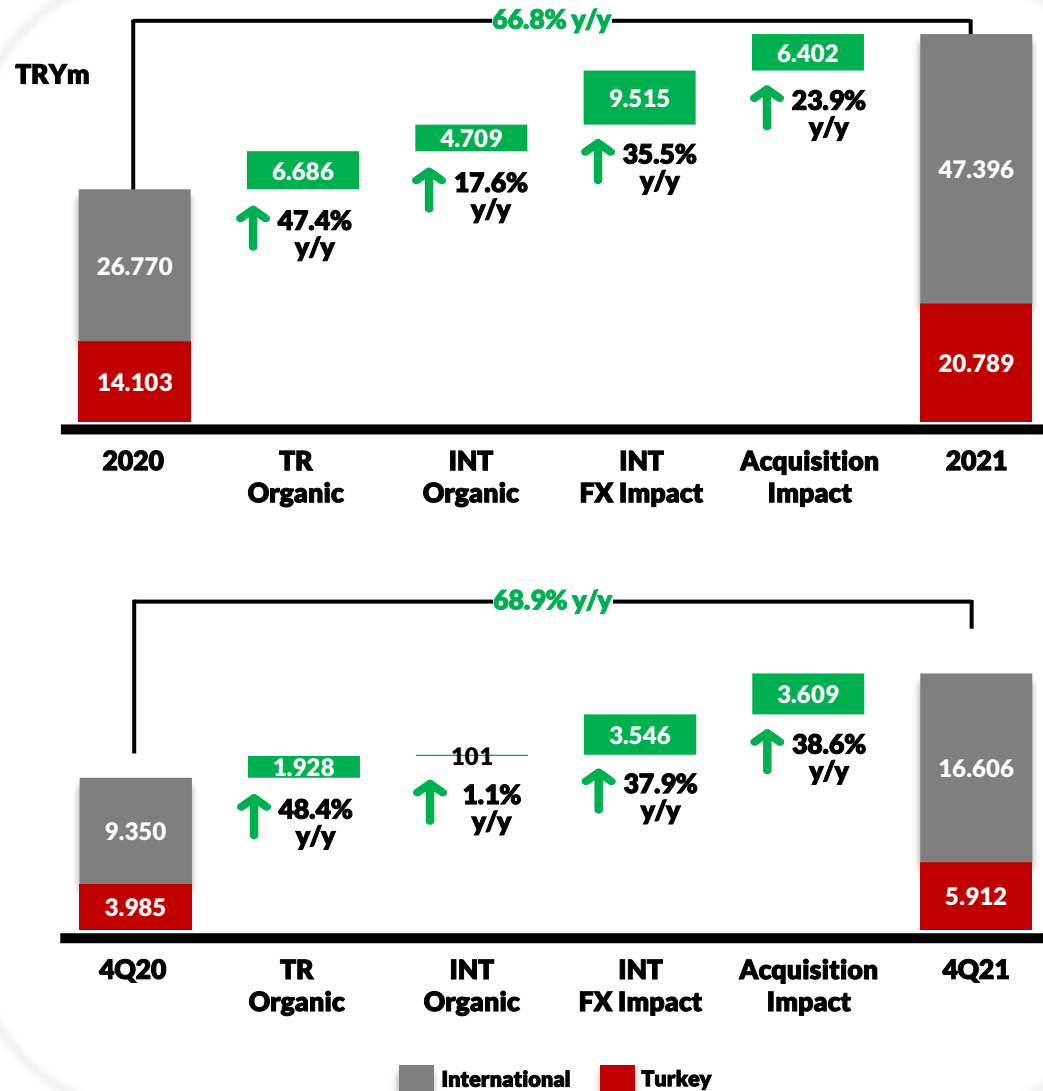 66.8% y/y
TRYm
6.402
23.9%
y/y
9.515
35.5%
y/y
4.709
17.6%
y/y
6.686
47.4%
y/y
26.770
14.103
47.396
20.789
2020
TR
Organic
INT
Organic
INT
FX Impact
Acquisition
Impact
2021
68.9% y/y
3.609
38.6%
y/y
3.546
37.9%
y/y
101
1.1%
y/y
1.928
48.4%
y/y
9.350
3.985
16.606
5.912
4Q20
TR
Organic
INT
Organic
INT
FX Impact
Acquisition
Impact
4Q21
International
Turkey